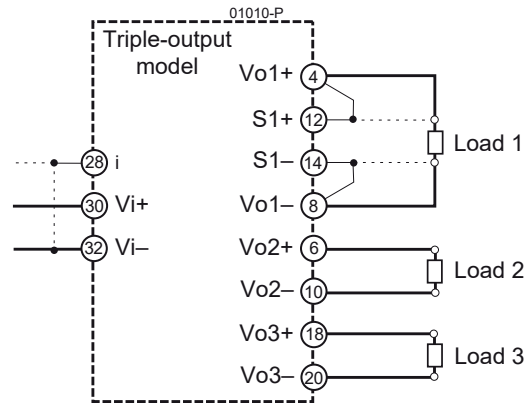 01010-P
Triple-output
model
Vo1+ 4
S1+ 12
Load 1
S1– 14
28 i
30 Vi+
Vo1– 8
32 Vi–
Vo2+ 6
Load 2
Vo2– 10
Vo3+ 18
Load 3
Vo3– 20